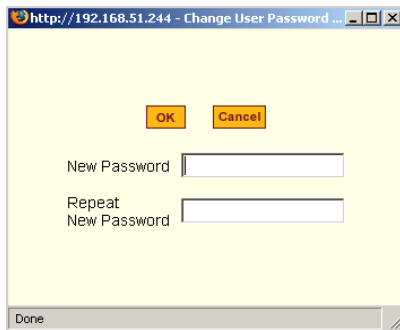 http://192.168.51.244 - Change User Password ...
OK Cancel
New Password
Repeat
New Password
Done